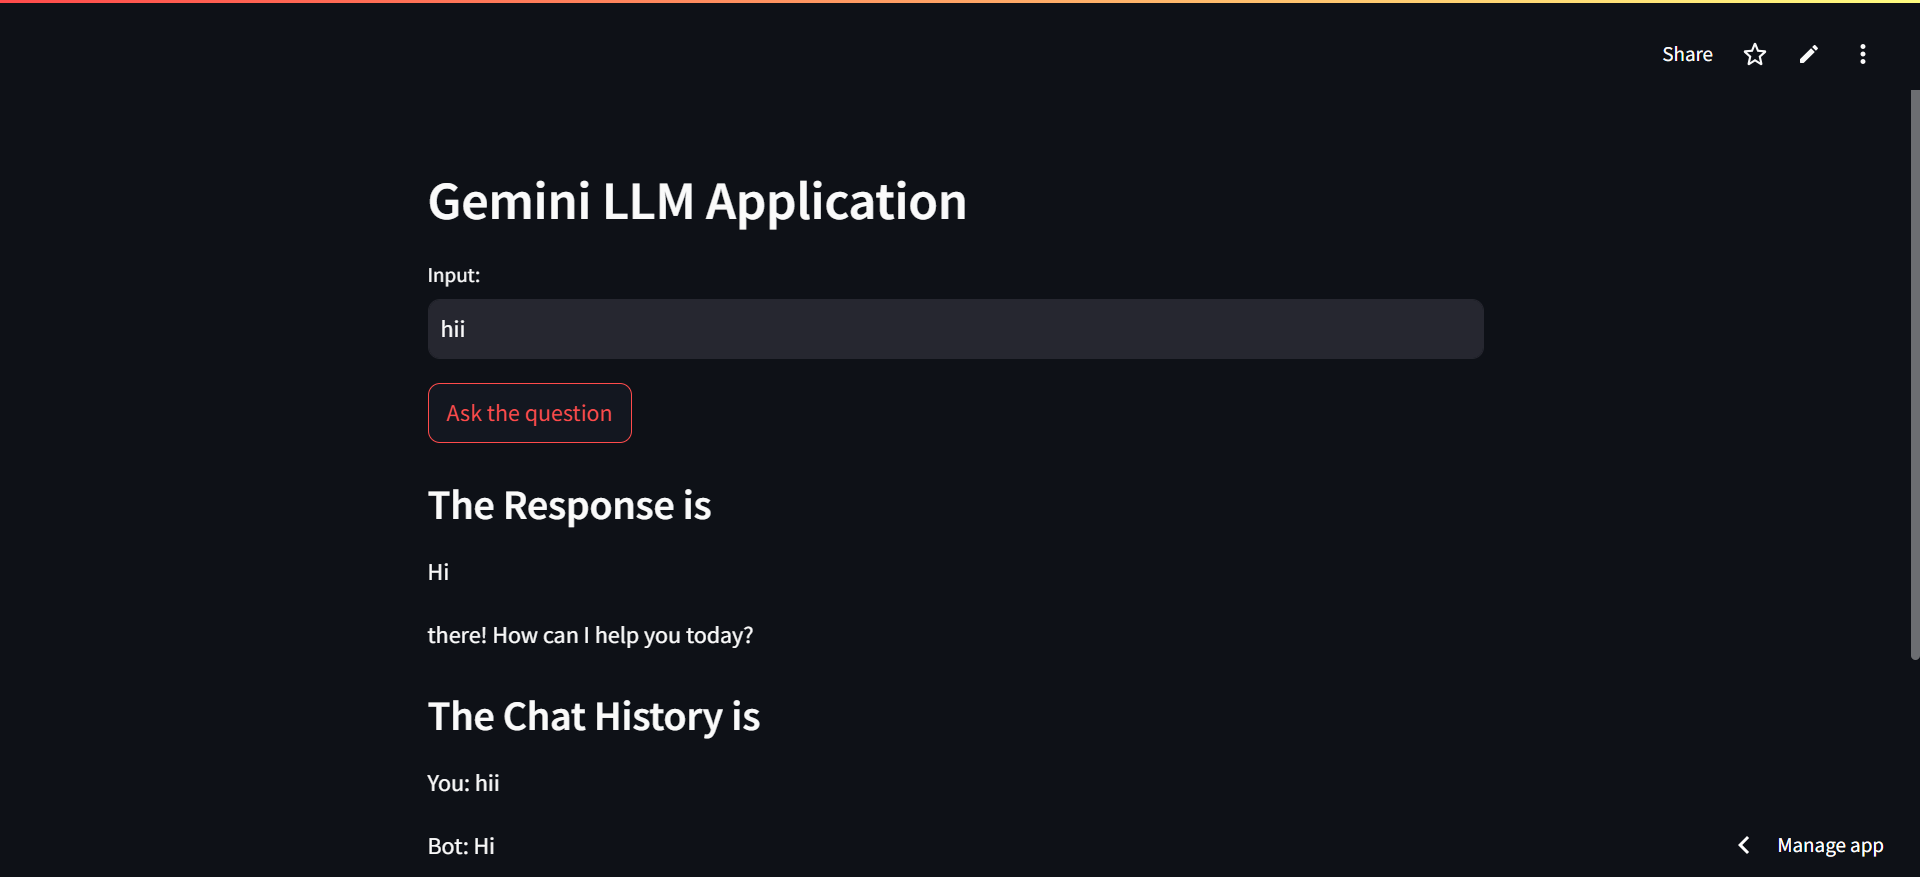 Share
Gemini LLM Application
Input:
hii
Ask the question
The Response is
Hi
there! How can I help you today?
The Chat History is
You: hii
Bot: Hi
Manage app